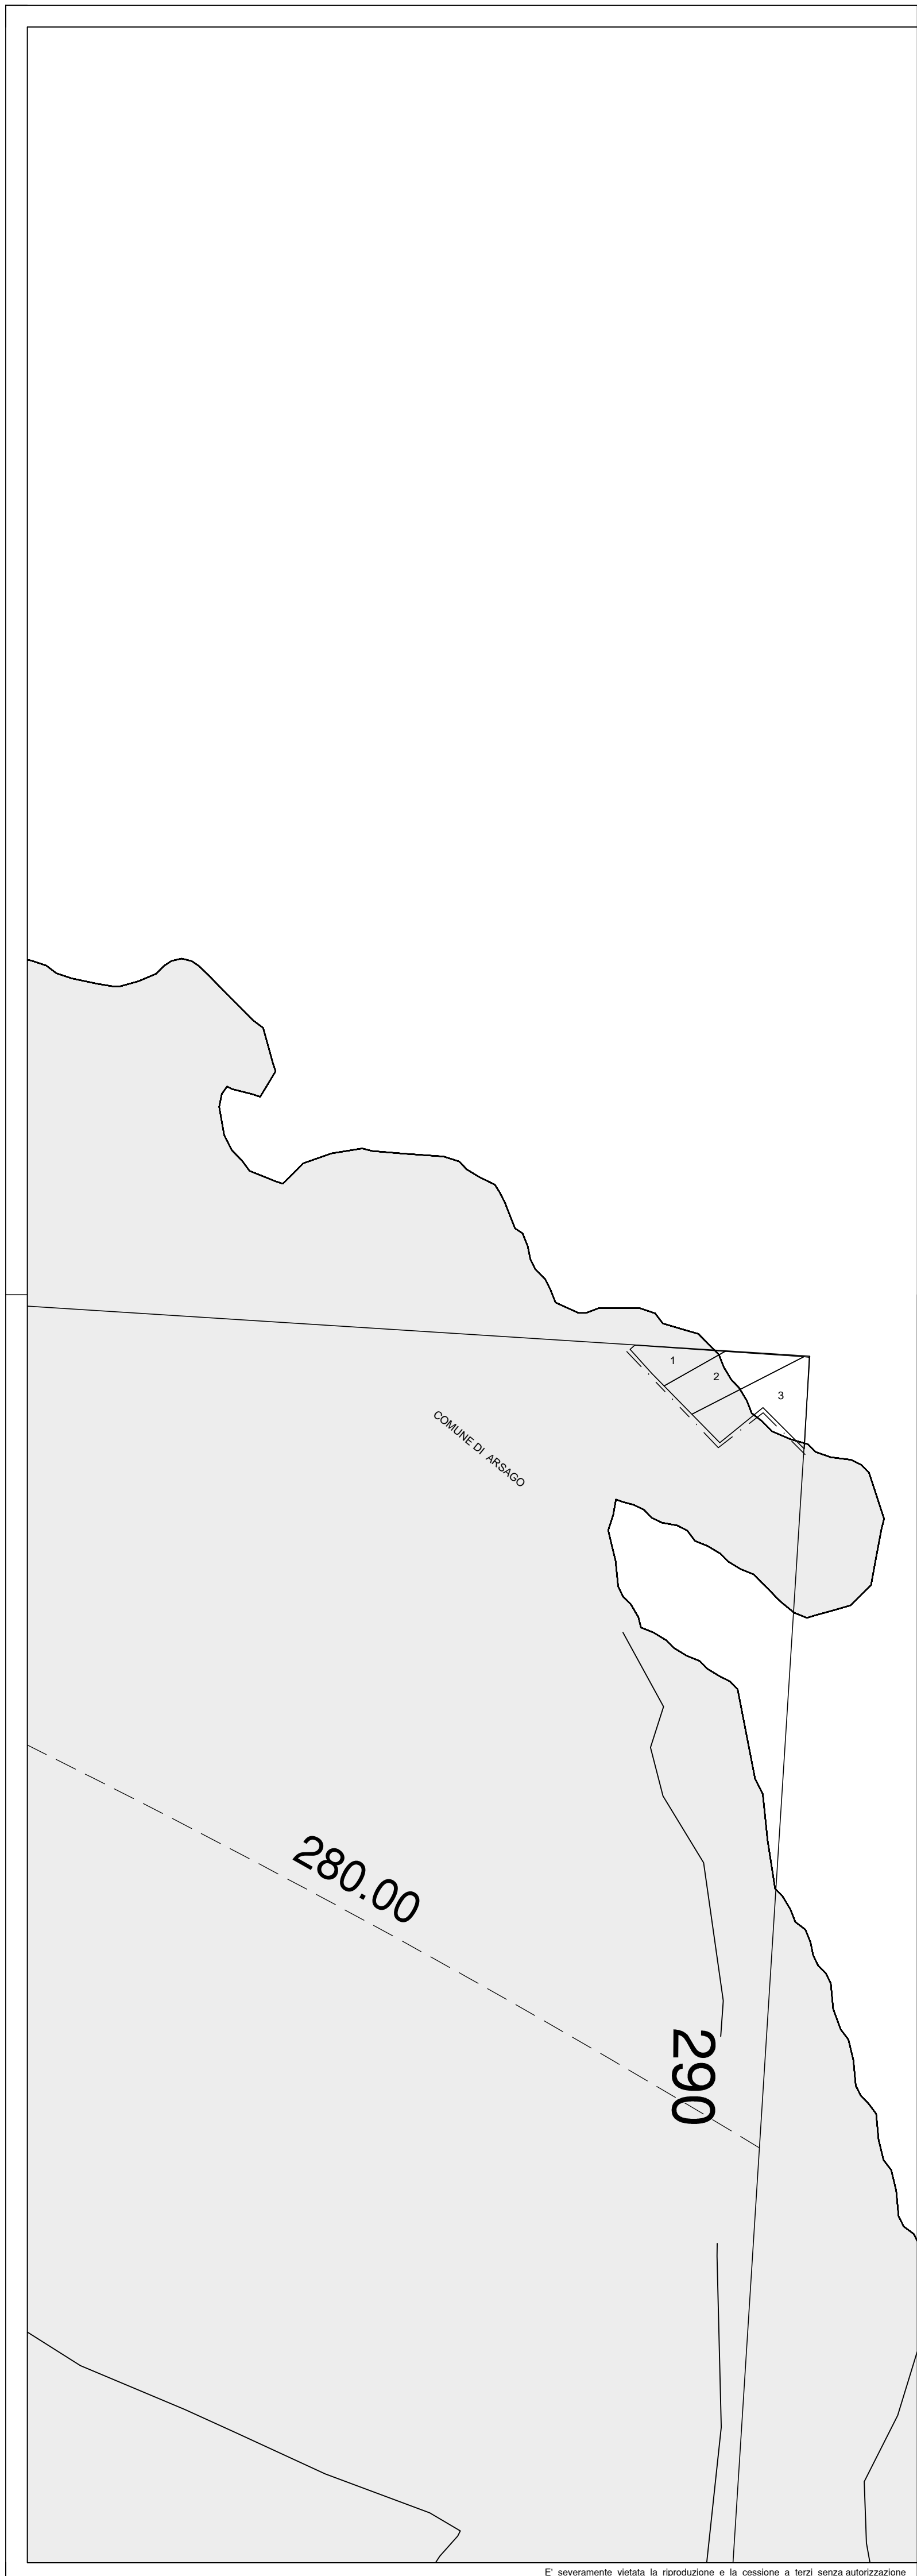 1
2
3
COMUNE DI ARSAGO
280.00
290
E' severamente vietata la riproduzione e la cessione a terzi senza autorizzazione